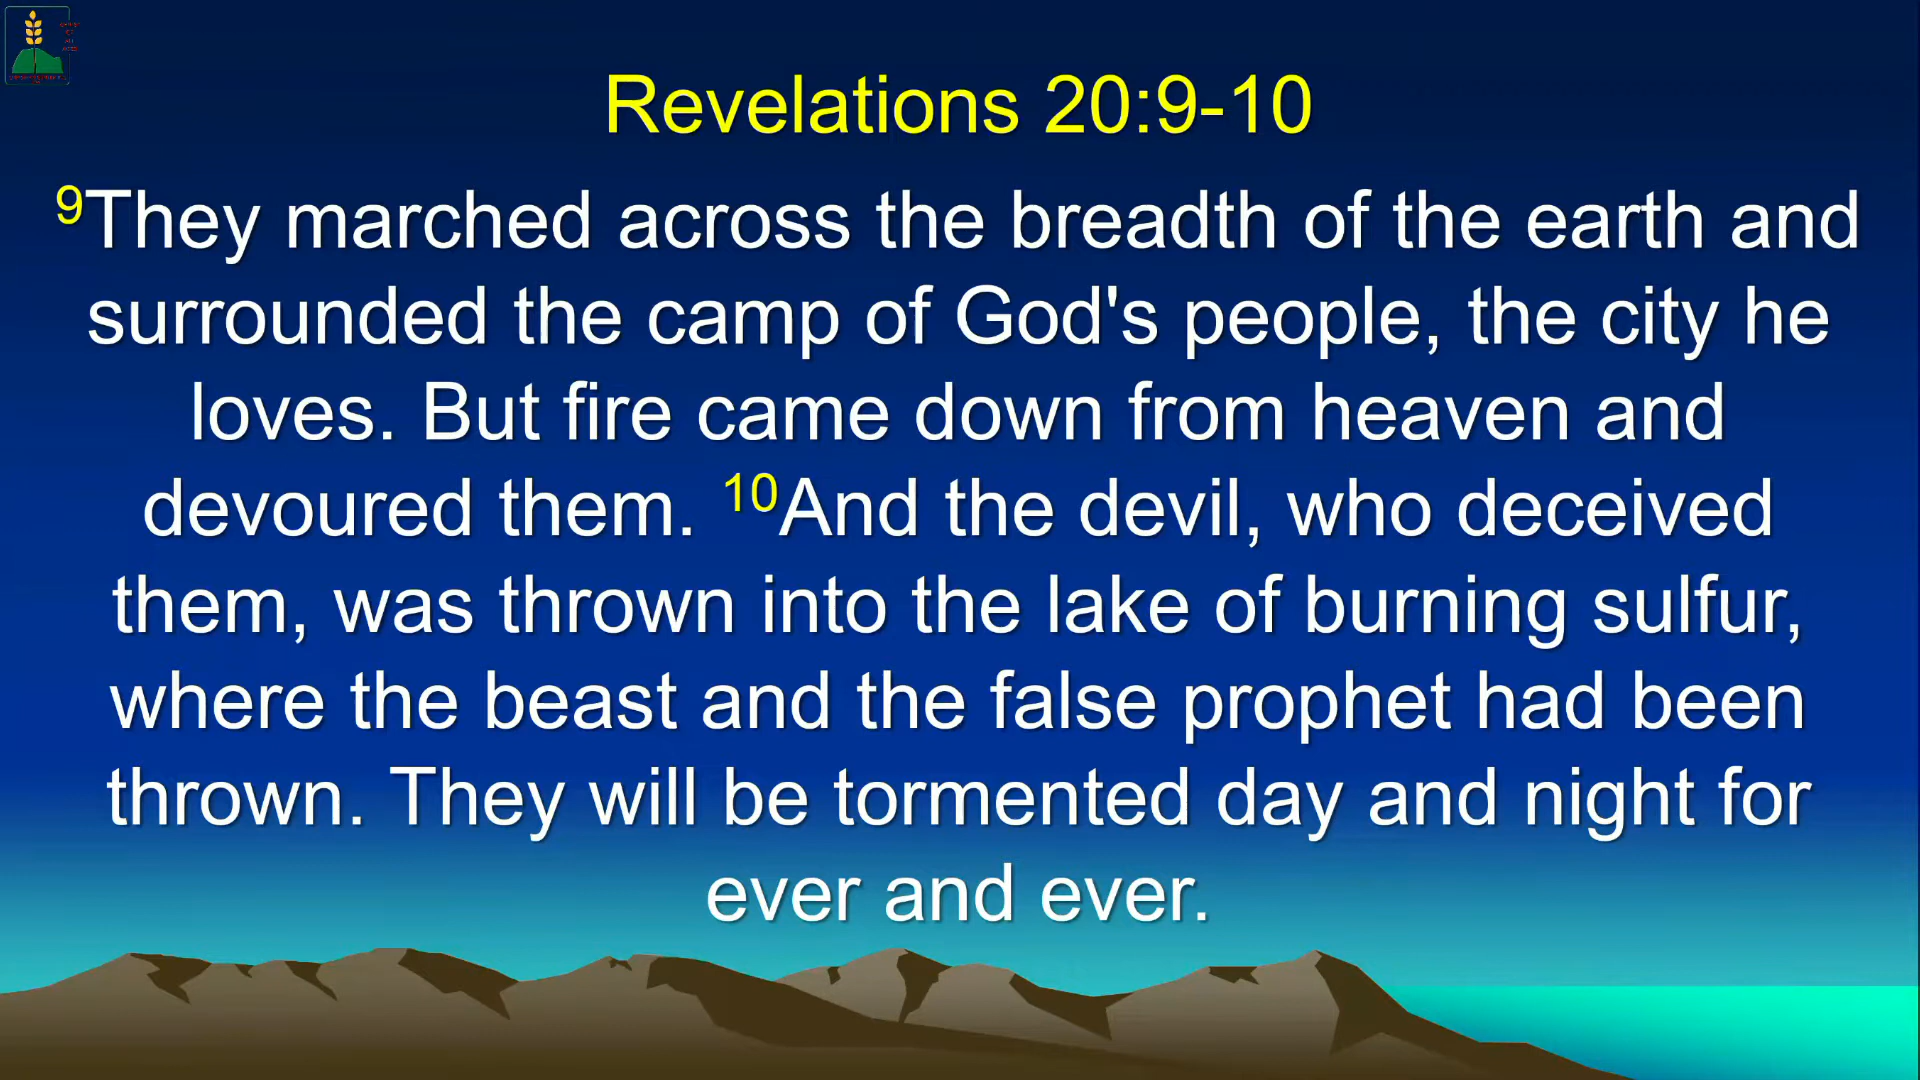 Revelations 20:9-10
9They marched across the breadth of the earth and
surrounded the camp of God's people, the city he
loves. But fire came down from heaven and
devoured them. 10And the devil, who deceived
them, was thrown into the lake of burning sulfur,
where the beast and the false prophet had been
thrown. They will be tormented day and night for
ever and ever.